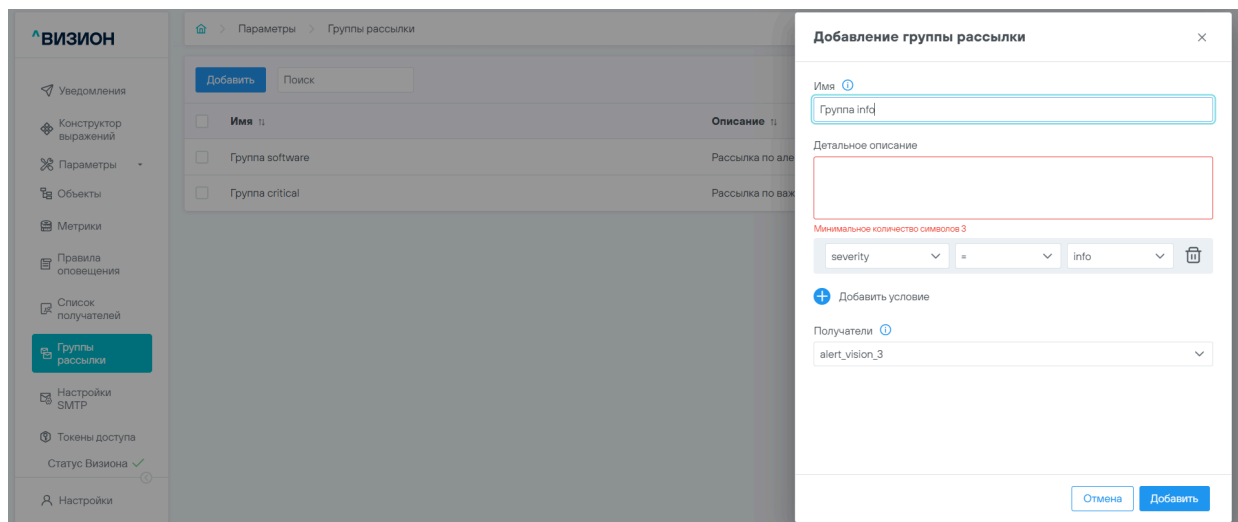 ^ВИЗИОН
Уведомления
Конструктор
выражений
Параметры
Объекты
Метрики
Правила
оповещения
Список
получателей
Группы
рассылки
Настройки
SMTP
Токены доступа
Статус Визиона
Настройки
Параметры > Группы рассылки
Добавить Поиск
Имя Описание
Группа software Рассылка по але
Группа critical Рассылка по важ
Добавление группы рассылки
Имя
Группа info
Детальное описание
Минимальное количество символов 3
severity = info
Добавить условие
Получатели
alert_vision_3
Отмена Добавить